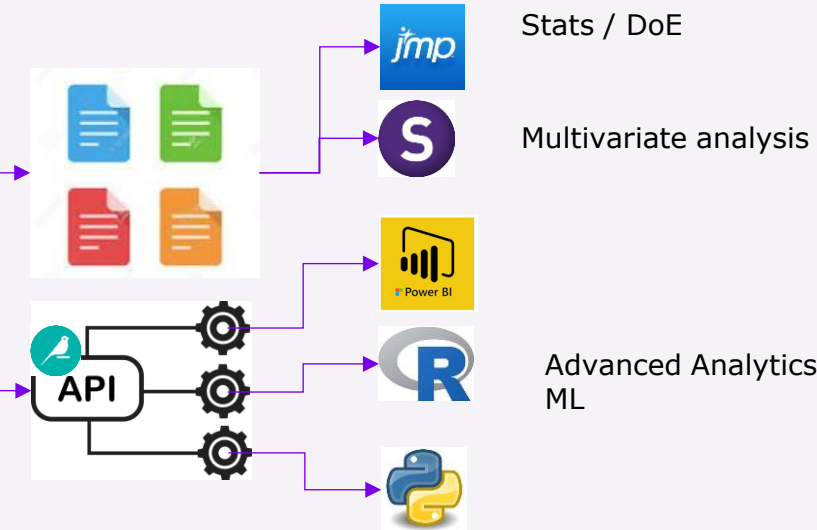 jmp
Stats / DoE
S
Multivariate analysis
Power BI
API
R
Advanced Analytics
ML